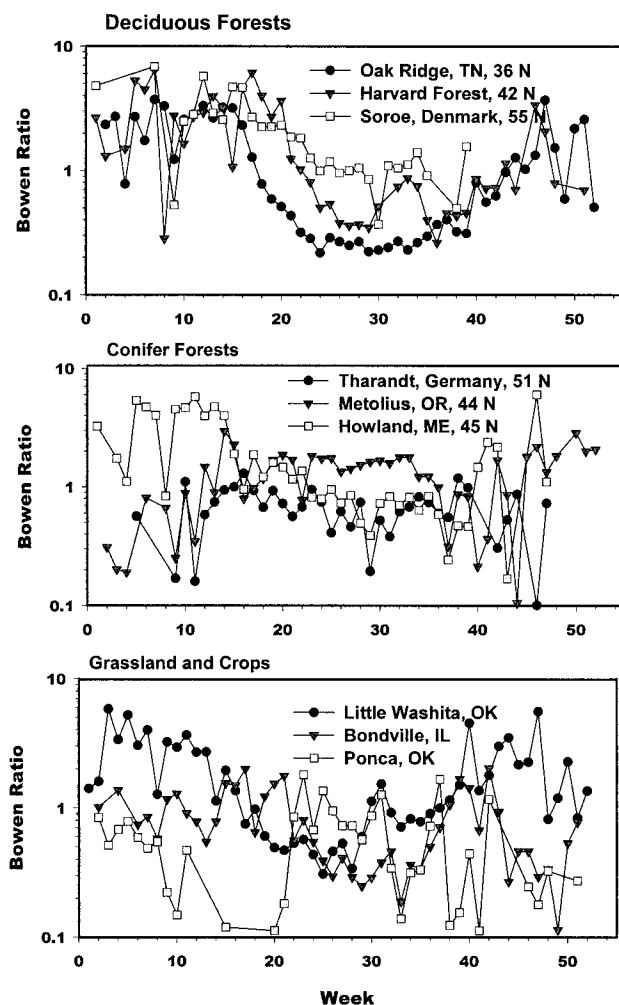 Deciduous Forests
10
Oak Ridge, TN, 36 N
Harvard Forest, 42 N
Soroe, Denmark, 55 N
Bowen Ratio
1
0.1
0 10 20 30 40 50
Conifer Forests
10
Tharandt, Germany, 51 N
Metolius, OR, 44 N
Howland, ME, 45 N
Bowen Ratio
1
0.1
0 10 20 30 40 50
Grassland and Crops
10
Little Washita, OK
Bondville, IL
Ponca, OK
Bowen Ratio
1
0.1
0 10 20 30 40 50
Week